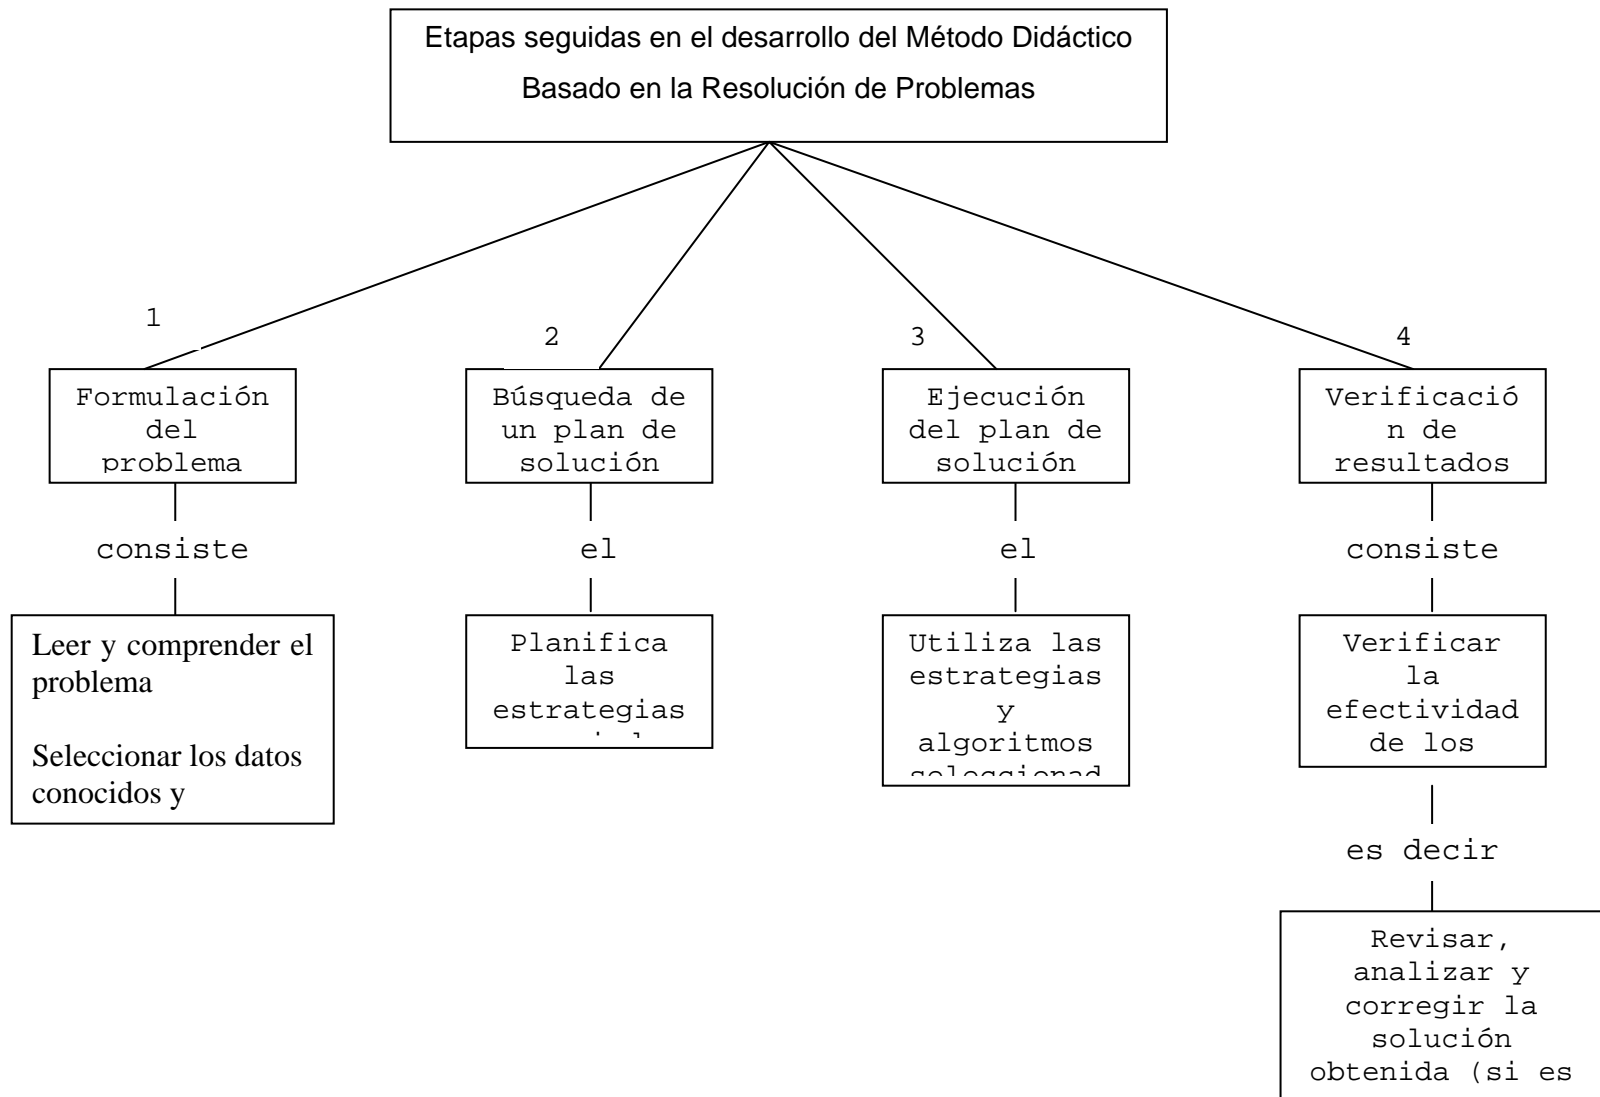 Etapas seguidas en el desarrollo del Método Didáctico
Basado en la Resolución de Problemas
1
2
3
4
Formulación
del
problema
Búsqueda de
un plan de
solución
Ejecución
del plan de
solución
Verificació
n de
resultados
consiste
el
el
consiste
Leer y comprender el
problema
Seleccionar los datos
conocidos y
Planifica
las
estrategias
Utiliza las
estrategias
y
algoritmos
seleccionad
Verificar
la
efectividad
de los
es decir
Revisar,
analizar y
corregir la
solución
obtenida (si es